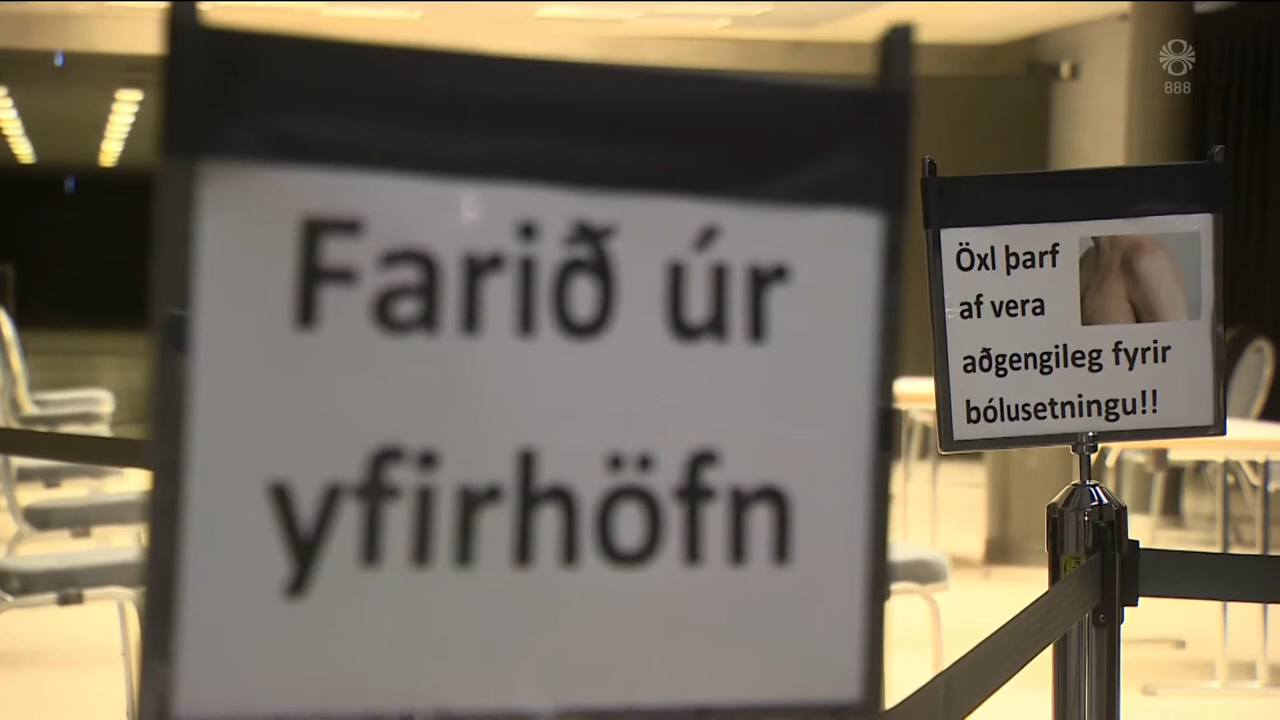 Farið úr
yfirhöfn
Öxl þarf
af vera
aðgengileg fyrir
bólusetningu!!
888